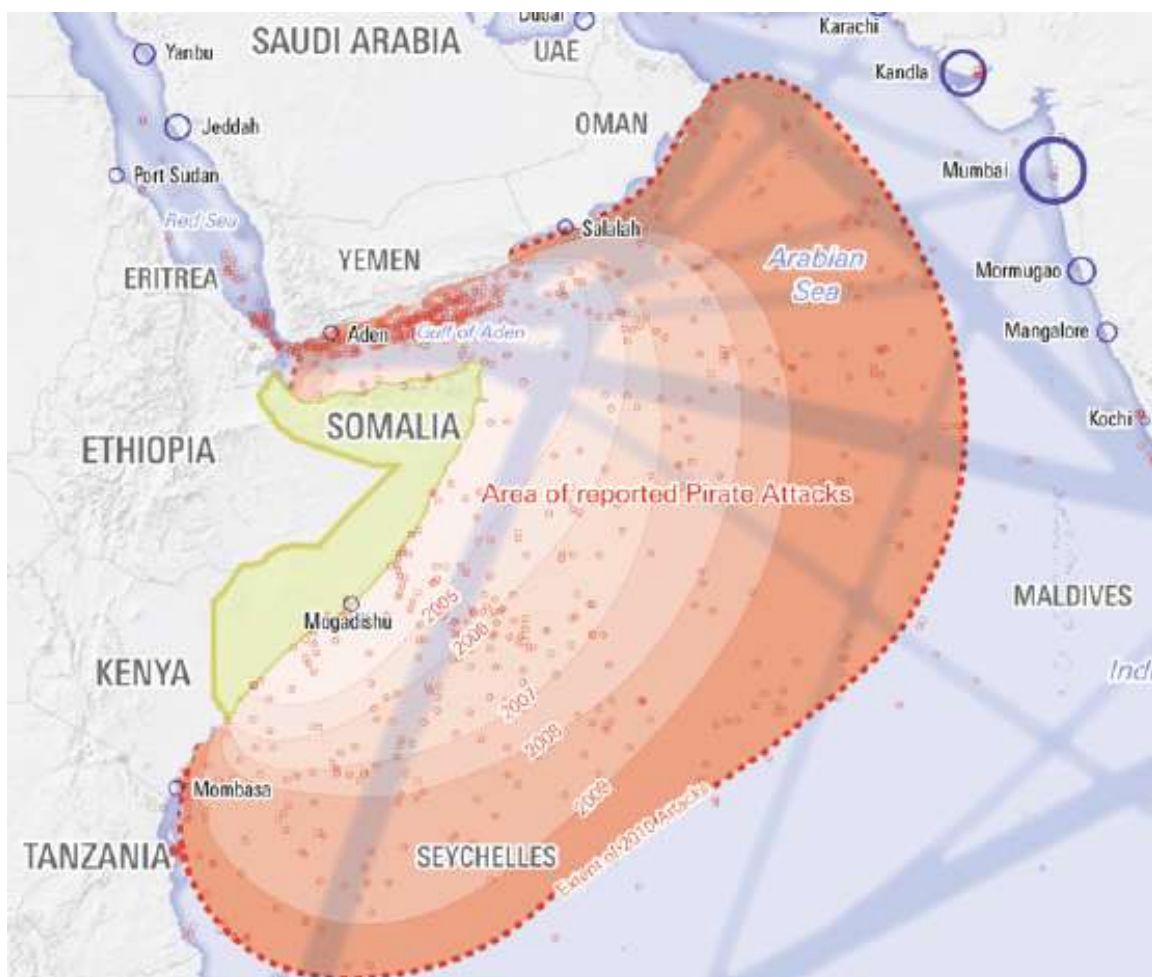 Dubai
Karachi
SAUDI ARABIA
UAE
Yanbu
Kandla
Jeddah
OMAN
Port Sudan
Mumbai
Red Sea
Salalah
YEMEN
Arabian
Sea
ERITREA
Mormugao
Aden
Gulf of Aden
Mangalore
SOMALIA
Kochi
ETHIOPIA
Area of reported Pirate Attacks
2005
Mogadishu
MALDIVES
2006
KENYA
Indi
2007
2008
Mombasa
2009
TANZANIA
SEYCHELLES
Extent of 2010 Attacks